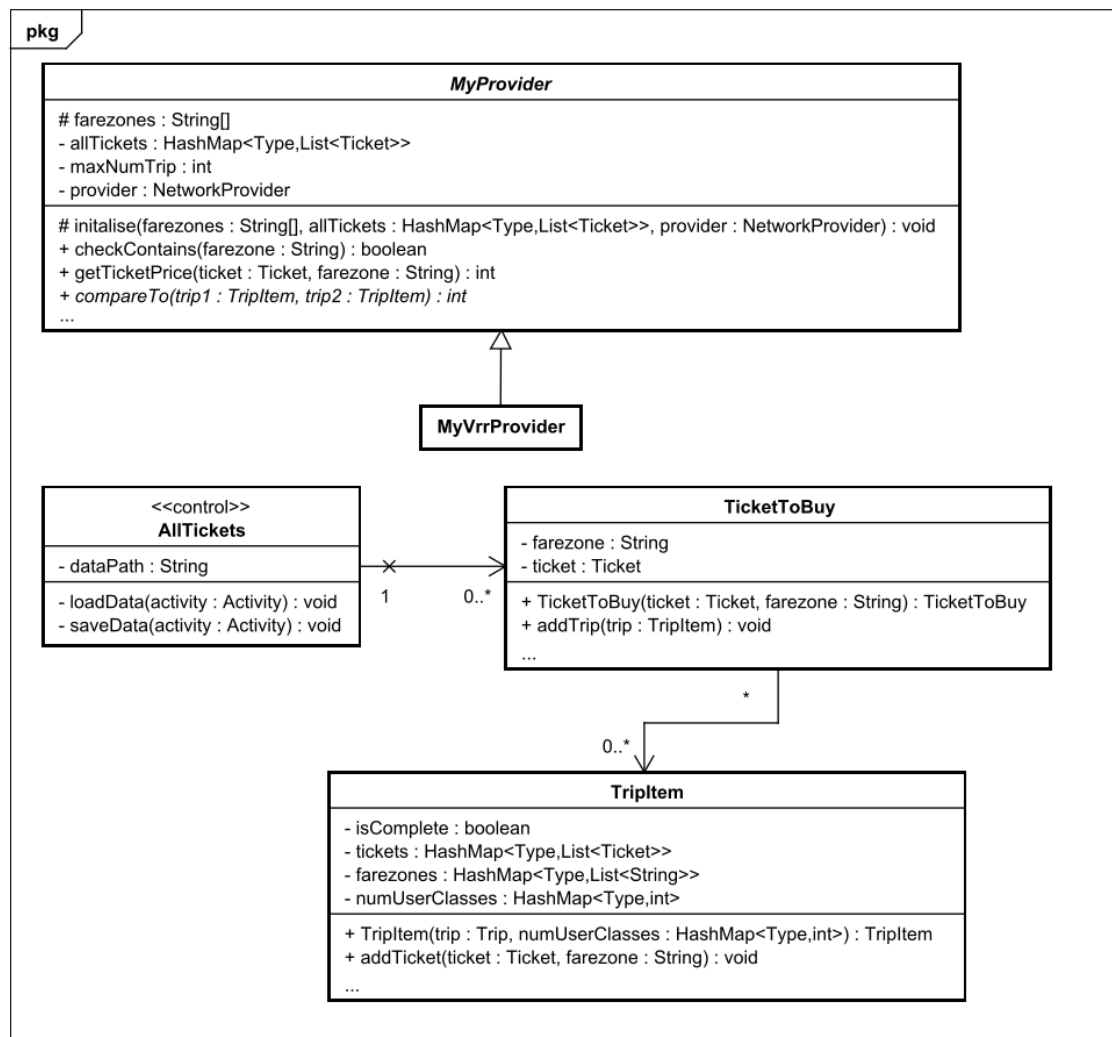 pkg
MyProvider
# farezones : String[]
- allTickets : HashMap<Type,List<Ticket>>
- maxNumTrip : int
- provider : NetworkProvider
# initalise(farezones : String[], allTickets : HashMap<Type,List<Ticket>>, provider : NetworkProvider) : void
+ checkContains(farezone : String) : boolean
+ getTicketPrice(ticket : Ticket, farezone : String) : int
+ compareTo(trip1 : TripItem, trip2 : TripItem) : int
...
MyVrrProvider
<<control>>
AllTickets
- dataPath : String
- loadData(activity : Activity) : void
- saveData(activity : Activity) : void
1
0..*
TicketToBuy
- farezone : String
- ticket : Ticket
+ TicketToBuy(ticket : Ticket, farezone : String) : TicketToBuy
+ addTrip(trip : TripItem) : void
...
*
0..*
TripItem
- isComplete : boolean
- tickets : HashMap<Type,List<Ticket>>
- farezones : HashMap<Type,List<String>>
- numUserClasses : HashMap<Type,int>
+ TripItem(trip : Trip, numUserClasses : HashMap<Type,int>) : TripItem
+ addTicket(ticket : Ticket, farezone : String) : void
...